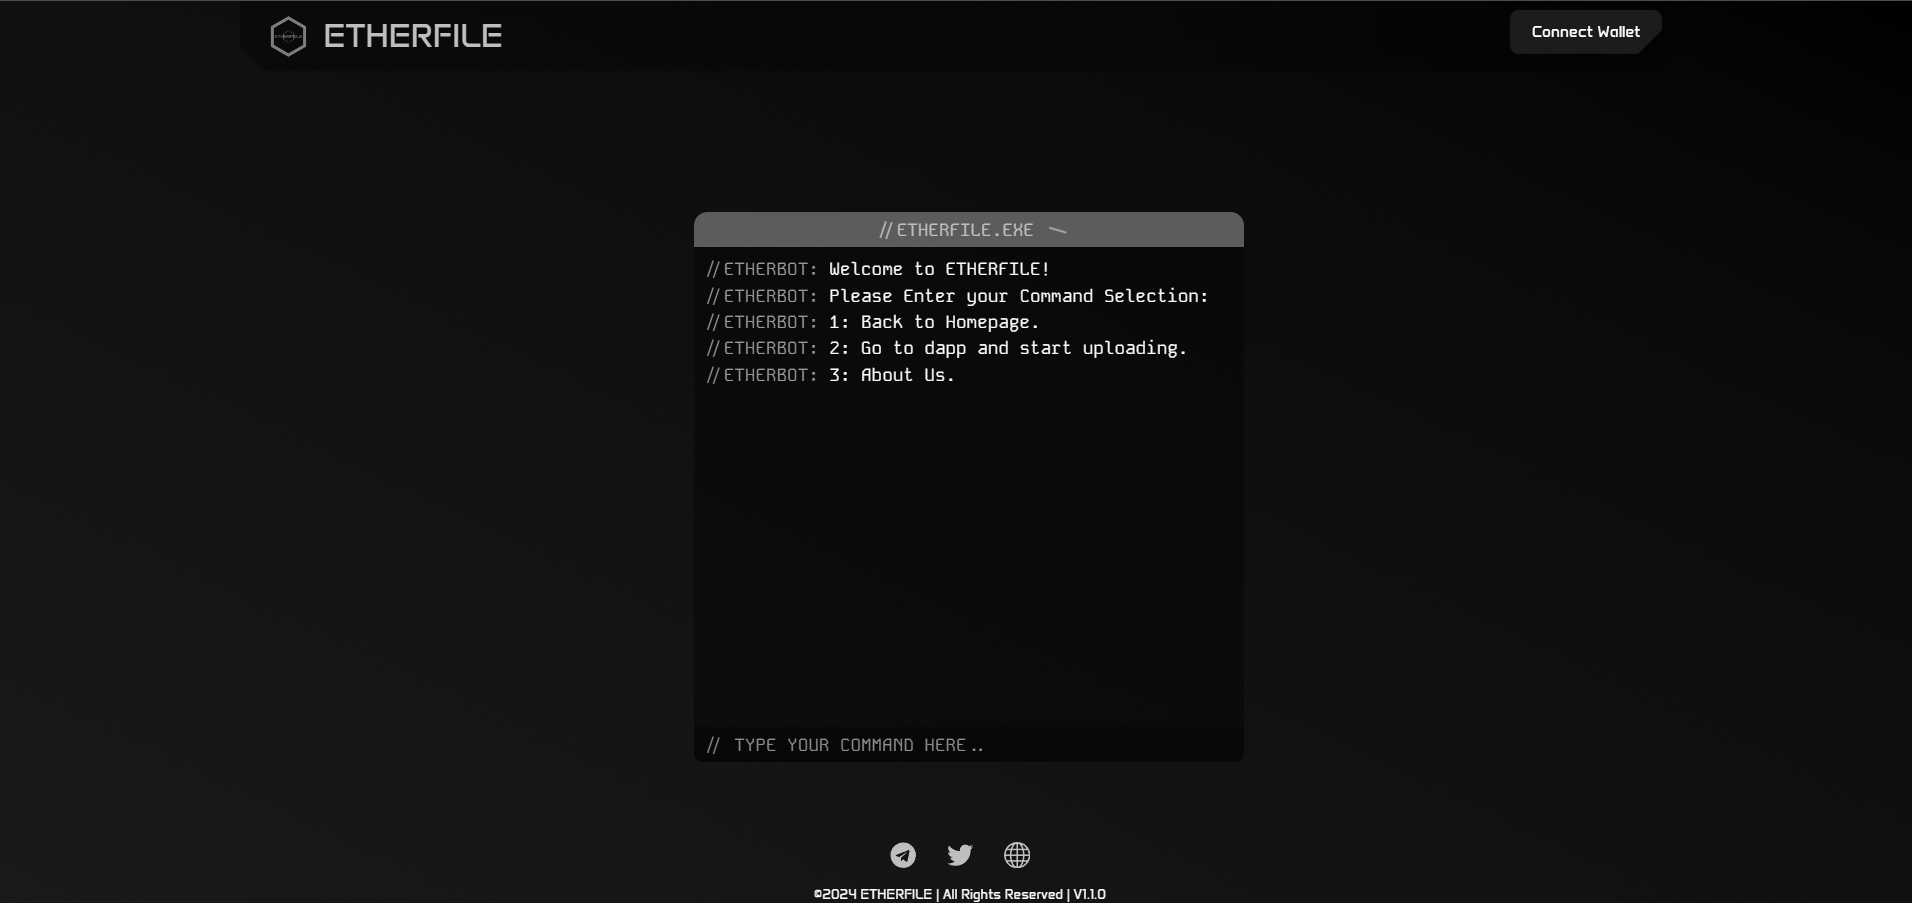 ETHERFILE
Connect Wallet
//ETHERFILE.EXE
//ETHERBOT: Welcome to ETHERFILE!
//ETHERBOT: Please Enter your Command Selection:
//ETHERBOT: 1: Back to Homepage.
//ETHERBOT: 2: Go to dapp and start uploading.
//ETHERBOT: 3: About Us.
// TYPE YOUR COMMAND HERE..
©2024 ETHERFILE | All Rights Reserved | V1.1.0